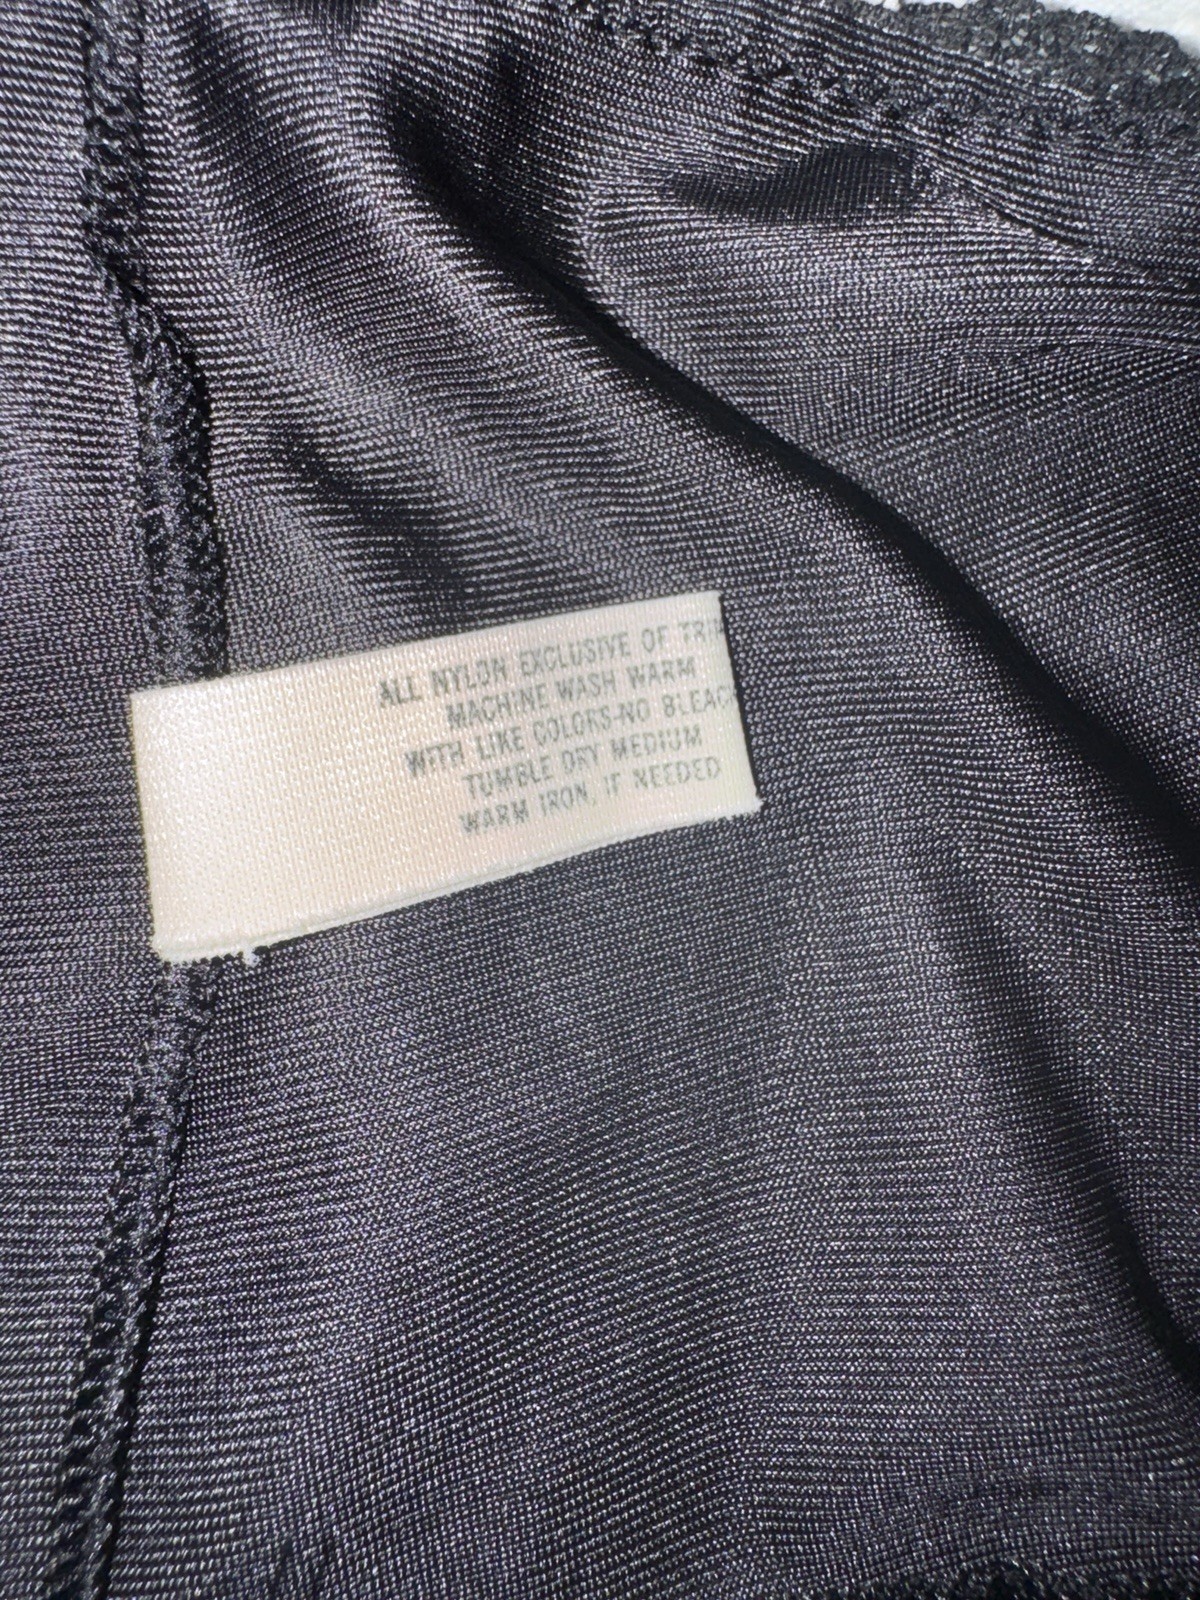 ALL NYLON EXCLUSIVE OF TRI
MACHINE WASH WARM
WITH LIKE COLORS-NO BLEAC
TUMBLE DRY MEDIUM
WARM IRON, IF NEEDED